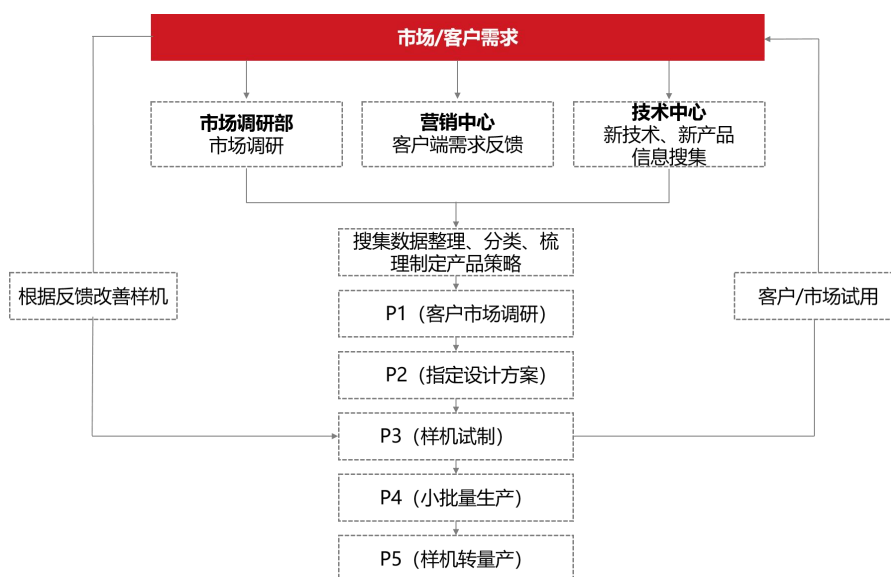 市场/客户需求
市场调研部
市场调研
营销中心
客户端需求反馈
技术中心
新技术、新产品
信息搜集
搜集数据整理、分类、梳
理制定产品策略
根据反馈改善样机
客户/市场试用
P1（客户市场调研）
P2（指定设计方案）
P3（样机试制）
P4（小批量生产）
P5（样机转量产）